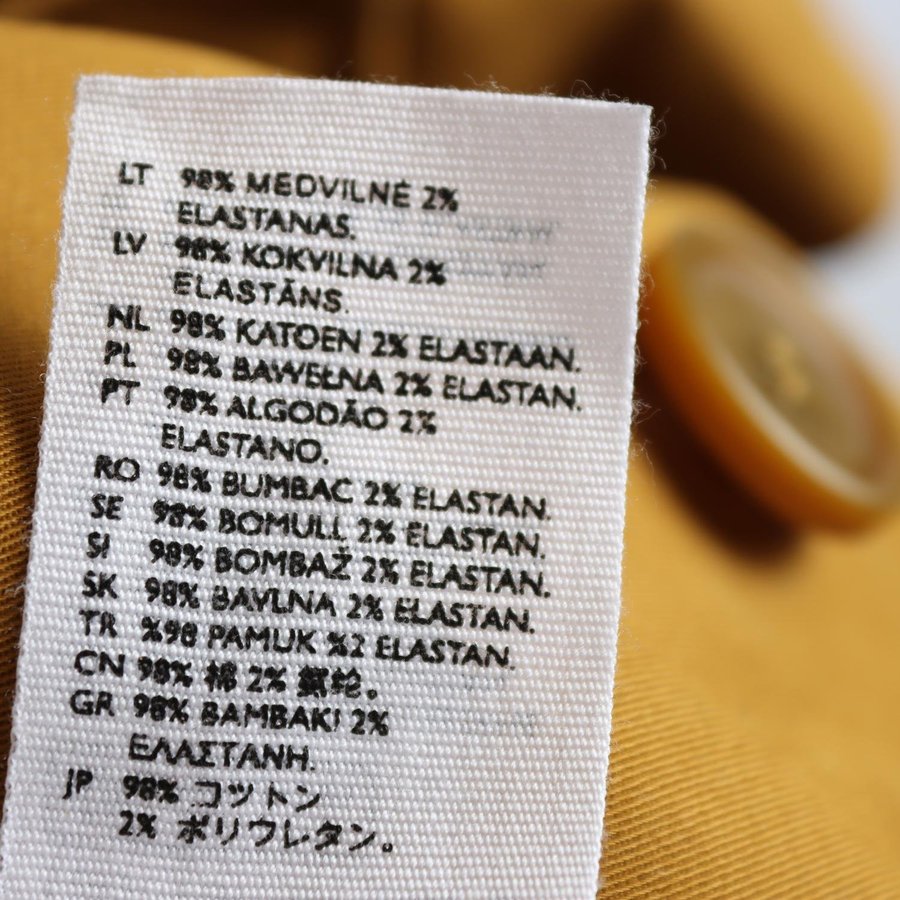 LT 98% MEDVILNĖ 2%
ELASTANAS.
LV 98% KOKVILNA 2%
ELASTĀNS.
NL 98% KATOEN 2% ELASTAAN.
PL 98% BAWEŁNA 2% ELASTAN.
PT 98% ALGODÃO 2%
ELASTANO.
RO 98% BUMBAC 2% ELASTAN.
SE 98% BOMULL 2% ELASTAN.
SI 98% BOMBAŽ 2% ELASTAN.
SK 98% BAVLNA 2% ELASTAN.
TR %98 PAMUK %2 ELASTAN.
CN 98% 棉 2% 氨纶。
GR 98% ΒΑΜΒΑΚΙ 2%
ΕΛΑΣΤΑΝΗ.
JP 98% コットン
2% ポリウレタン。